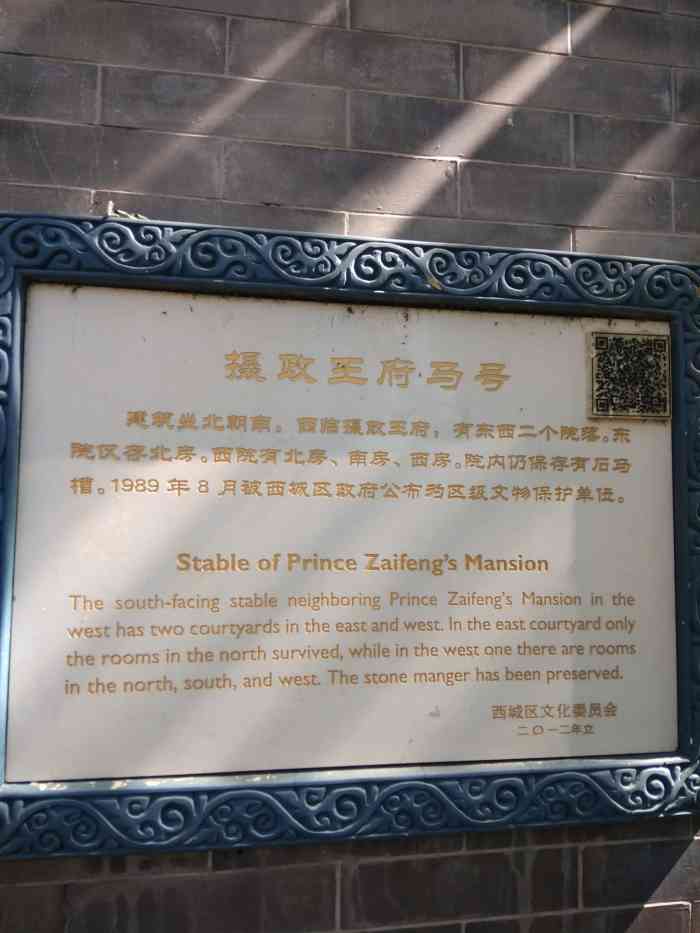 摄政王府马号
建筑坐北朝南。西临摄政王府，有东西二个院落。东
院仅存北房。西院有北房、南房、西房。院内仍保存有石马
槽。1989年8月被西城区政府公布为区级文物保护单位。
Stable of Prince Zaifeng's Mansion
The south-facing stable neighboring Prince Zaifeng's Mansion in the
west has two courtyards in the east and west. In the east courtyard only
the rooms in the north survived, while in the west one there are rooms
in the north, south, and west. The stone manger has been preserved.
西城区文化委员会
二〇一二年立